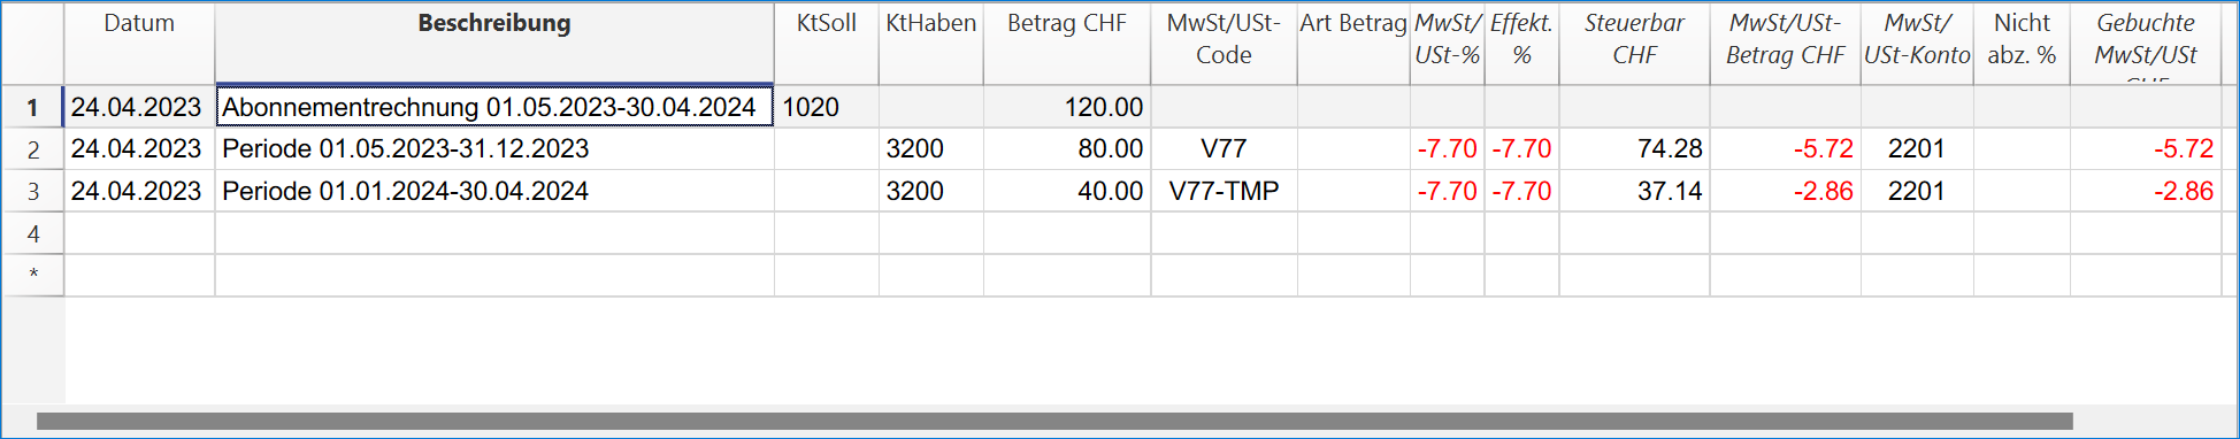 Datum Beschreibung KtSoll KtHaben Betrag CHF MwSt/USt-Code Art Betrag MwSt/USt-% Effekt. % Steuerbar CHF MwSt/USt-Betrag CHF MwSt/USt-Konto Nicht abz. % Gebuchte MwSt/USt CHF
1 24.04.2023 Abonnementrechnung 01.05.2023-30.04.2024 1020 120.00
2 24.04.2023 Periode 01.05.2023-31.12.2023 3200 80.00 V77 -7.70 -7.70 74.28 -5.72 2201 -5.72
3 24.04.2023 Periode 01.01.2024-30.04.2024 3200 40.00 V77-TMP -7.70 -7.70 37.14 -2.86 2201 -2.86
4
*